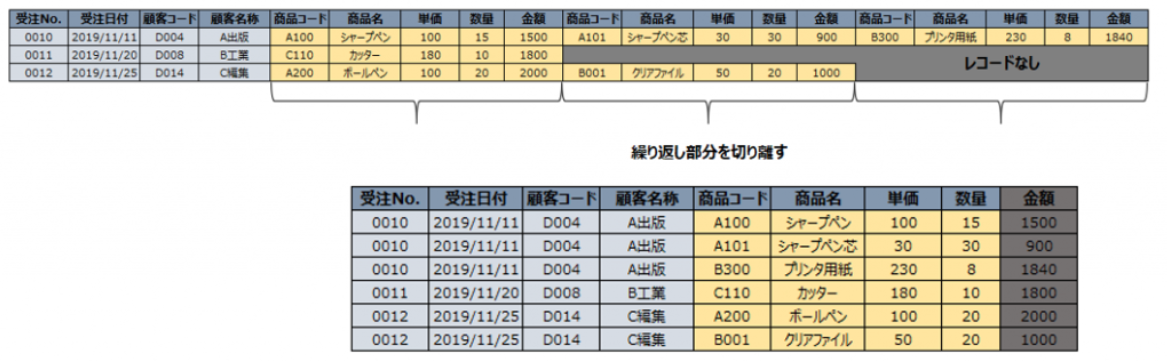 受注No. 受注日付 顧客コード 顧客名称 商品コード 商品名 単価 数量 金額 商品コード 商品名 単価 数量 金額 商品コード 商品名 単価 数量 金額
0010 2019/11/11 D004 A出版 A100 シャープペン 100 15 1500 A101 シャープペン芯 30 30 900 B300 プリンタ用紙 230 8 1840
0011 2019/11/20 D008 B工業 C110 カッター 180 10 1800
レコードなし
0012 2019/11/25 D014 C編集 A200 ボールペン 100 20 2000 B001 クリアファイル 50 20 1000
繰り返し部分を切り離す
受注No. 受注日付 顧客コード 顧客名称 商品コード 商品名 単価 数量 金額
0010 2019/11/11 D004 A出版 A100 シャープペン 100 15 1500
0010 2019/11/11 D004 A出版 A101 シャープペン芯 30 30 900
0010 2019/11/11 D004 A出版 B300 プリンタ用紙 230 8 1840
0011 2019/11/20 D008 B工業 C110 カッター 180 10 1800
0012 2019/11/25 D014 C編集 A200 ボールペン 100 20 2000
0012 2019/11/25 D014 C編集 B001 クリアファイル 50 20 1000